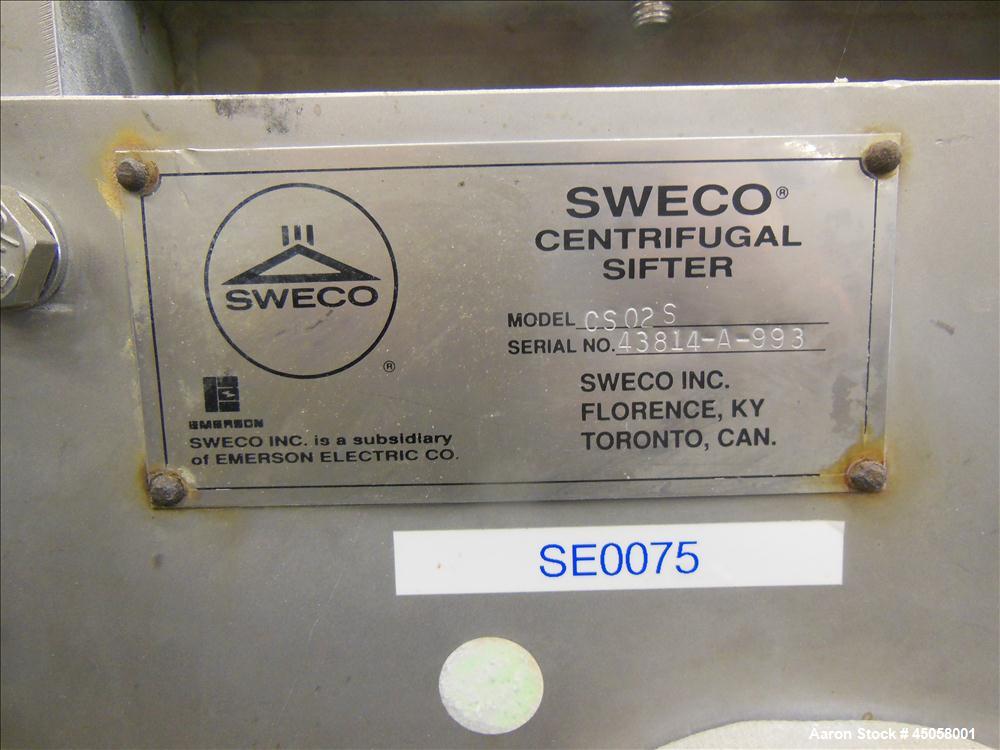 SWECO
®
EMERSON
SWECO INC. is a subsidiary
of EMERSON ELECTRIC CO.
SWECO®
CENTRIFUGAL
SIFTER
MODEL CS02S
SERIAL NO. 43814-A-993
SWECO INC.
FLORENCE, KY
TORONTO, CAN.
SE0075
Aaron Stock # 45058001